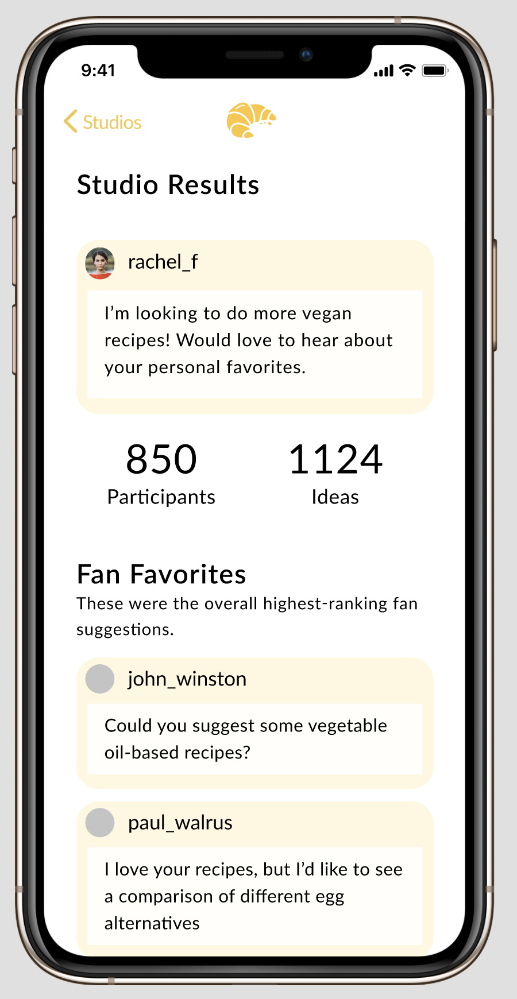 9:41
Studios
Studio Results
rachel_f
I’m looking to do more vegan
recipes! Would love to hear about
your personal favorites.
850 1124
Participants Ideas
Fan Favorites
These were the overall highest-ranking fan
suggestions.
john_winston
Could you suggest some vegetable
oil-based recipes?
paul_walrus
I love your recipes, but I’d like to see
a comparison of different egg
alternatives